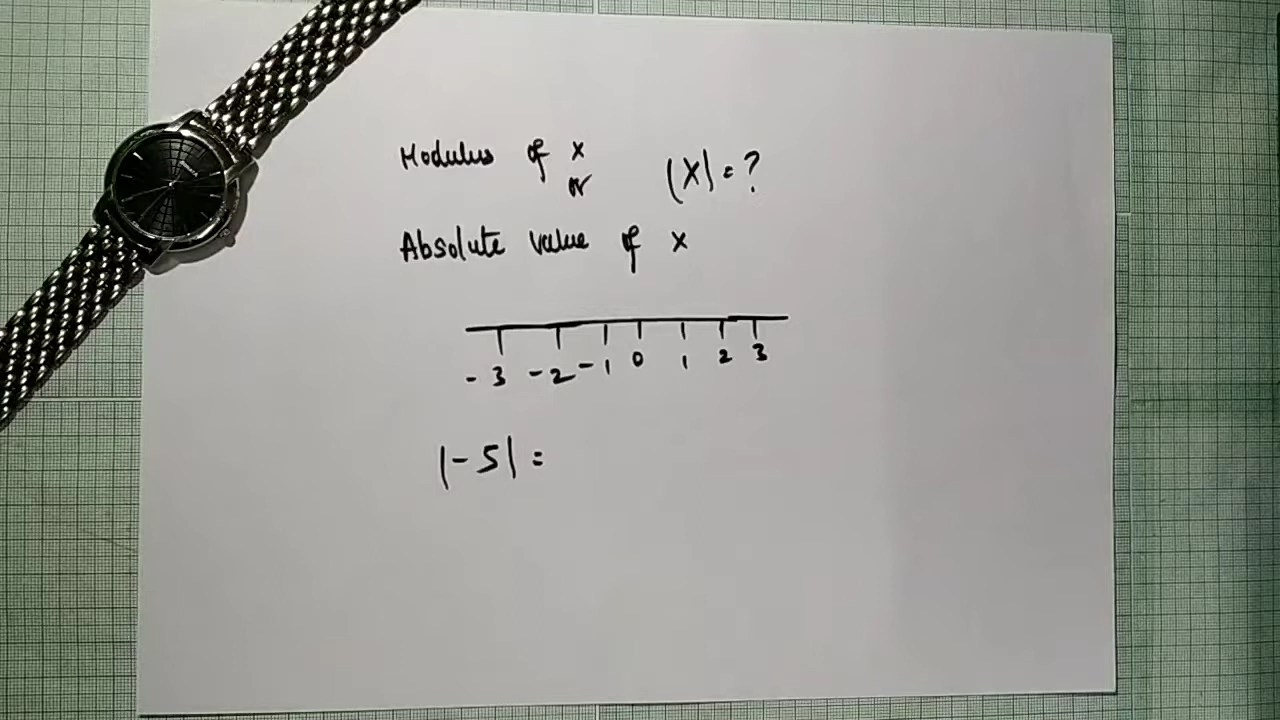 Modulus of x
or |x| = ?
Absolute value of x
-3 -2 -1 0 1 2 3
|-5| =